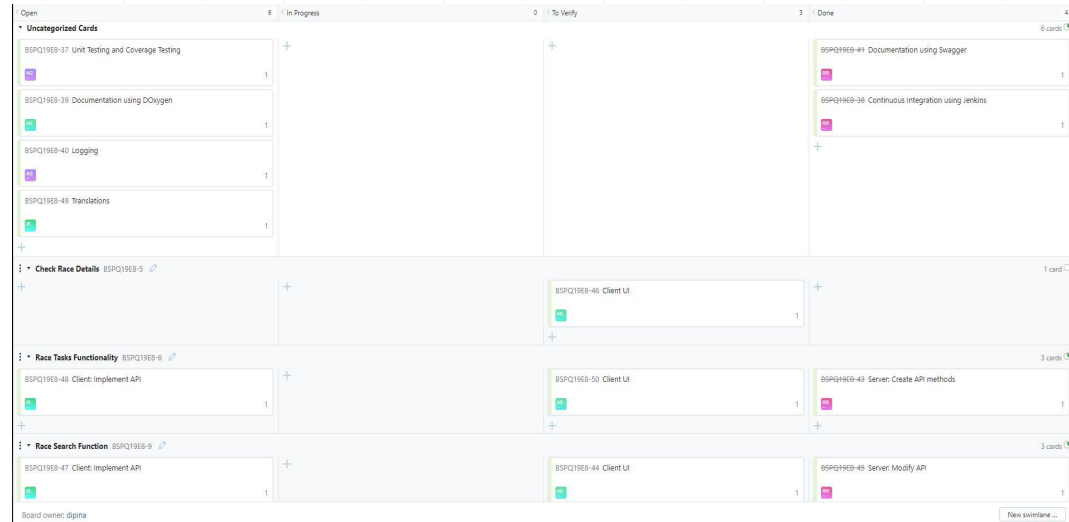 Open 6
In Progress 0
To Verify 3
Done 4
Uncategorized Cards 6 cards
BSPQ19E8-37 Unit Testing and Coverage Testing
1
BSPQ19E8-41 Documentation using Swagger
1
BSPQ19E8-39 Documentation using DOxygen
1
BSPQ19E8-38 Continuous Integration using Jenkins
1
BSPQ19E8-40 Logging
1
BSPQ19E8-49 Translations
1
Check Race Details BSPQ19E8-5 1 card
BSPQ19E8-46 Client UI
1
Race Tasks Functionality BSPQ19E8-6 3 cards
BSPQ19E8-48 Client: Implement API
1
BSPQ19E8-50 Client UI
1
BSPQ19E8-43 Server: Create API methods
1
Race Search Function BSPQ19E8-9 3 cards
BSPQ19E8-47 Client: Implement API
1
BSPQ19E8-44 Client UI
1
BSPQ19E8-45 Server: Modify API
1
Board owner: dipina
New swimlane ...